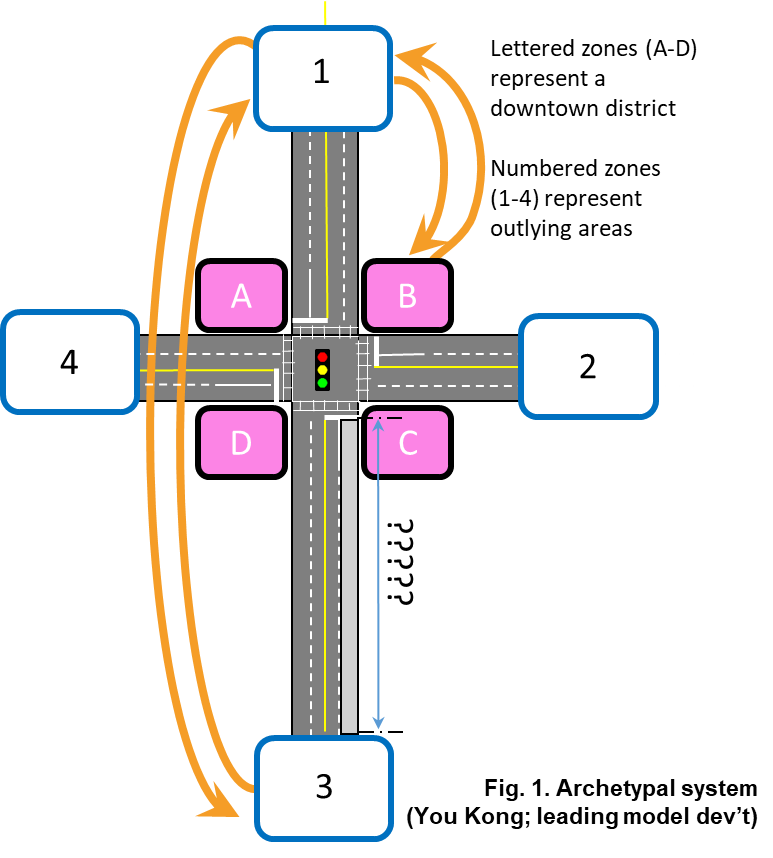 1
Lettered zones (A-D)
represent a
downtown district
Numbered zones
(1-4) represent
outlying areas
A
B
4
2
D
C
?????
3
Fig. 1. Archetypal system
(You Kong; leading model dev't)